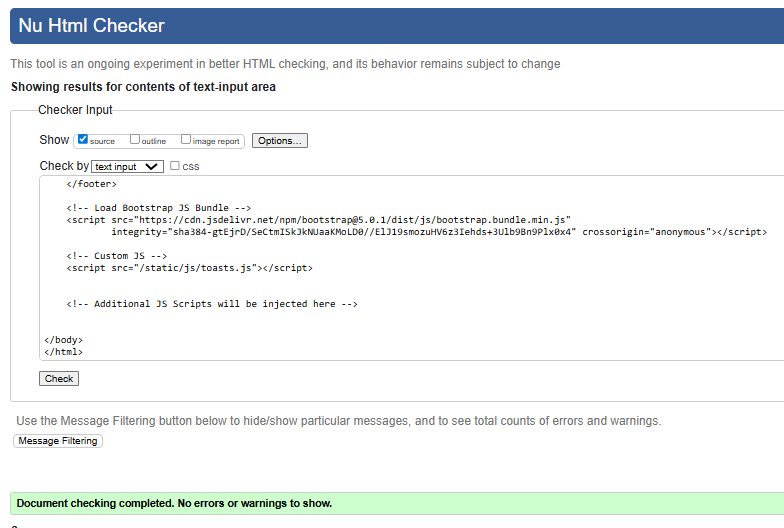 Nu Html Checker
This tool is an ongoing experiment in better HTML checking, and its behavior remains subject to change
Showing results for contents of text-input area
Checker Input
Show source outline image report Options...
Check by text input CSS
</footer>
<!-- Load Bootstrap JS Bundle -->
<script src="https://cdn.jsdelivr.net/npm/bootstrap@5.0.1/dist/js/bootstrap.bundle.min.js"
integrity="sha384-gtEjrD/SeCtmISkJkNUaaKMoLD0//ElJ19smozuHV6z3Iehds+3Ulb9Bn9Plx0x4" crossorigin="anonymous"></script>
<!-- Custom JS -->
<script src="/static/js/toasts.js"></script>
<!-- Additional JS Scripts will be injected here -->
</body>
</html>
Check
Use the Message Filtering button below to hide/show particular messages, and to see total counts of errors and warnings.
Message Filtering
Document checking completed. No errors or warnings to show.